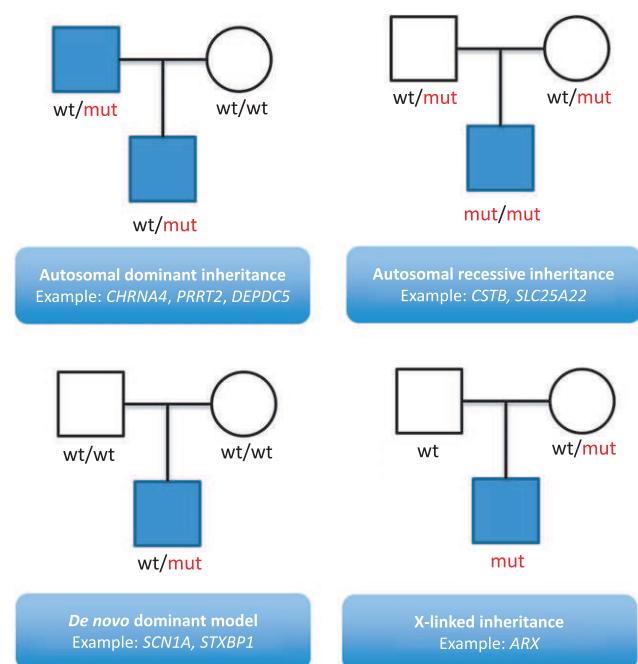 wt/mut
wt/wt
wt/mut
Autosomal dominant inheritance
Example: CHRNA4, PRRT2, DEPDC5
wt/mut
wt/mut
mut/mut
Autosomal recessive inheritance
Example: CSTB, SLC25A22
wt/wt
wt/wt
wt/mut
De novo dominant model
Example: SCN1A, STXBP1
wt
wt/mut
mut
X-linked inheritance
Example: ARX